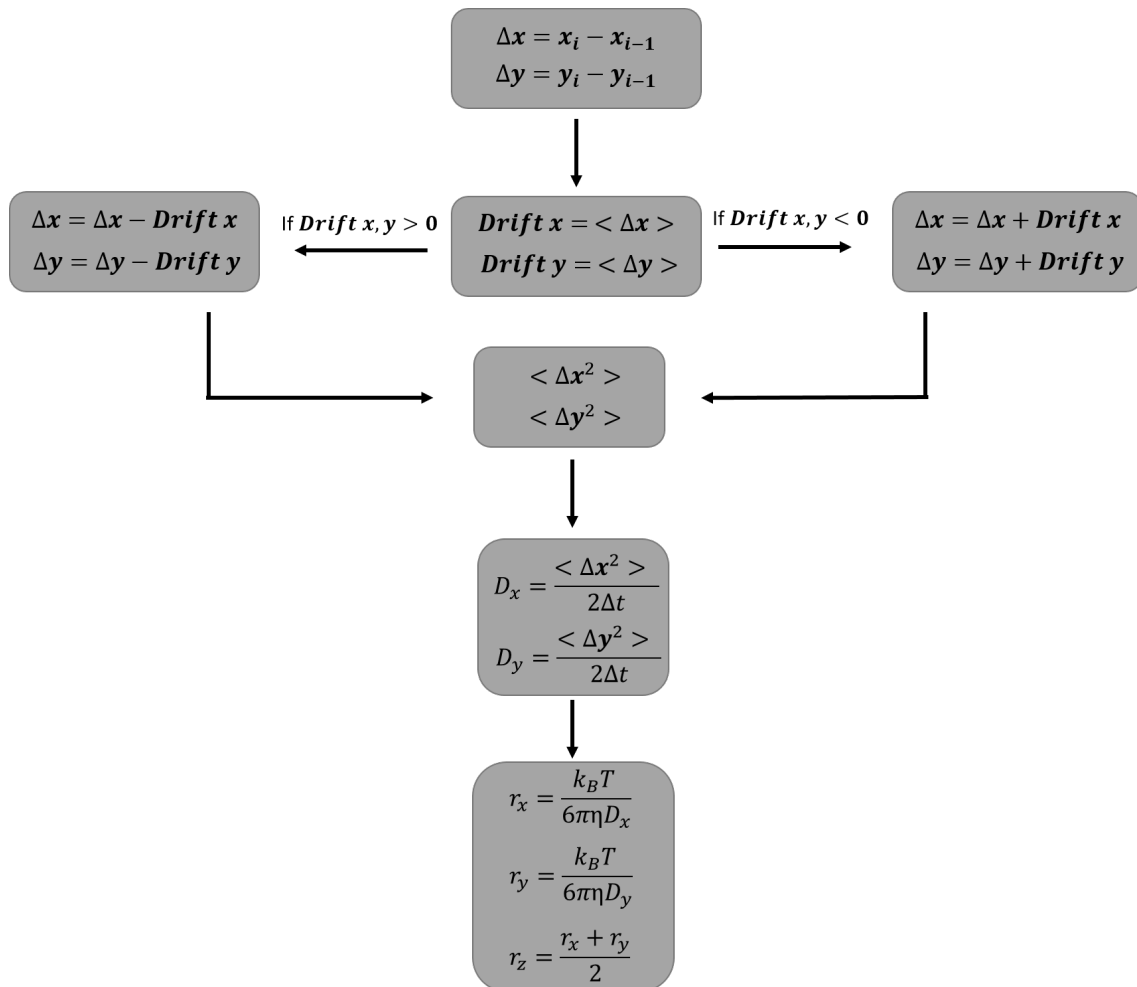 Δx = x_i − x_{i−1}
Δy = y_i − y_{i−1}
Δx = Δx − Drift x
Δy = Δy − Drift y
If Drift x, y > 0
Drift x = < Δx >
Drift y = < Δy >
If Drift x, y < 0
Δx = Δx + Drift x
Δy = Δy + Drift y
< Δx² >
< Δy² >
D_x = < Δx² > / 2Δt
D_y = < Δy² > / 2Δt
r_x = k_B T / 6πηD_x
r_y = k_B T / 6πηD_y
r_z = r_x + r_y / 2